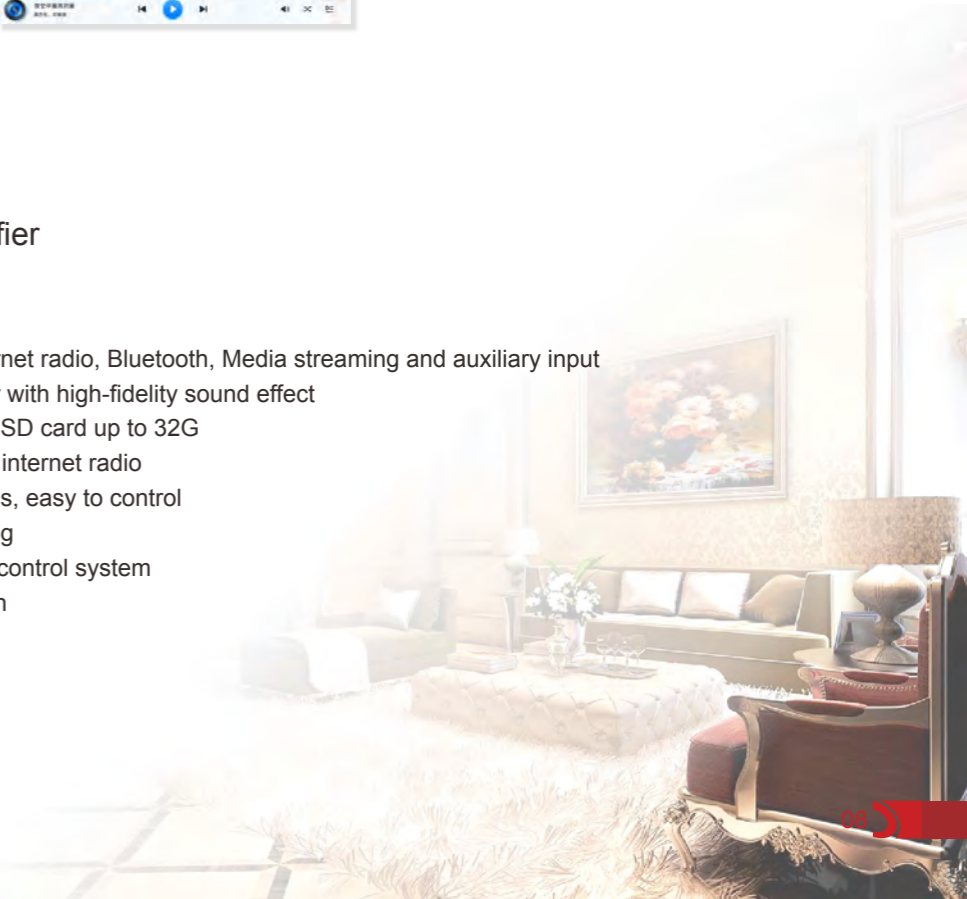 fier
rnet radio, Bluetooth, Media streaming and auxiliary input
with high-fidelity sound effect
SD card up to 32G
internet radio
s, easy to control
g
control system
n
08